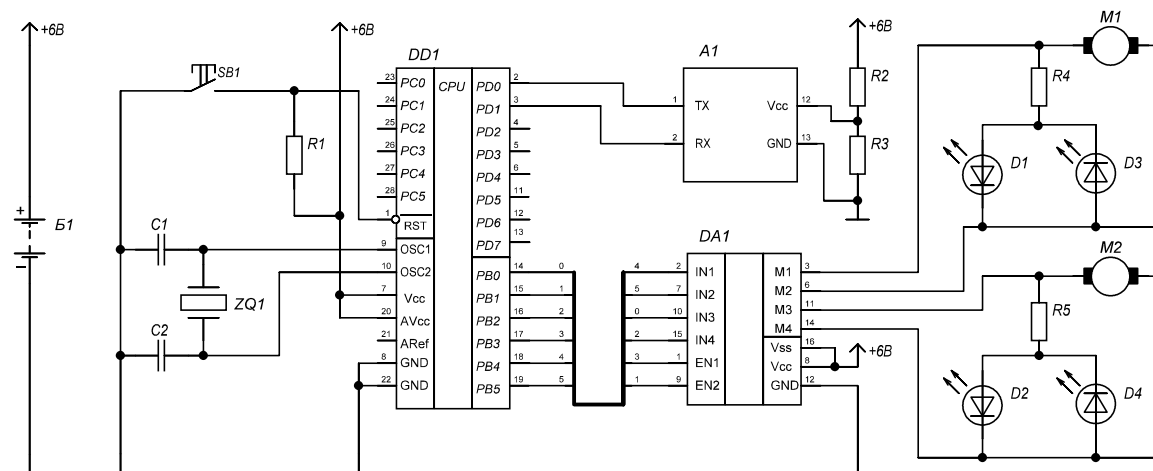 +6В
Б1
+
−
SB1
R1
C1
ZQ1
C2
+6В
DD1
CPU
23 PC0
24 PC1
25 PC2
26 PC3
27 PC4
28 PC5
1 RST
9 OSC1
10 OSC2
7 Vcc
20 AVcc
21 ARef
8 GND
22 GND
PD0 2
PD1 3
PD2 4
PD3 5
PD4 6
PD5 11
PD6 12
PD7 13
PB0 14 0
PB1 15 1
PB2 16 2
PB3 17 3
PB4 18 4
PB5 19 5
A1
1 TX
2 RX
Vcc 12
GND 13
+6В
R2
R3
DA1
4 2 IN1
5 7 IN2
0 10 IN3
2 15 IN4
3 1 EN1
1 9 EN2
M1 3
M2 6
M3 11
M4 14
Vss 16
Vcc 8
GND 12
+6В
M1
R4
D1
D3
M2
R5
D2
D4